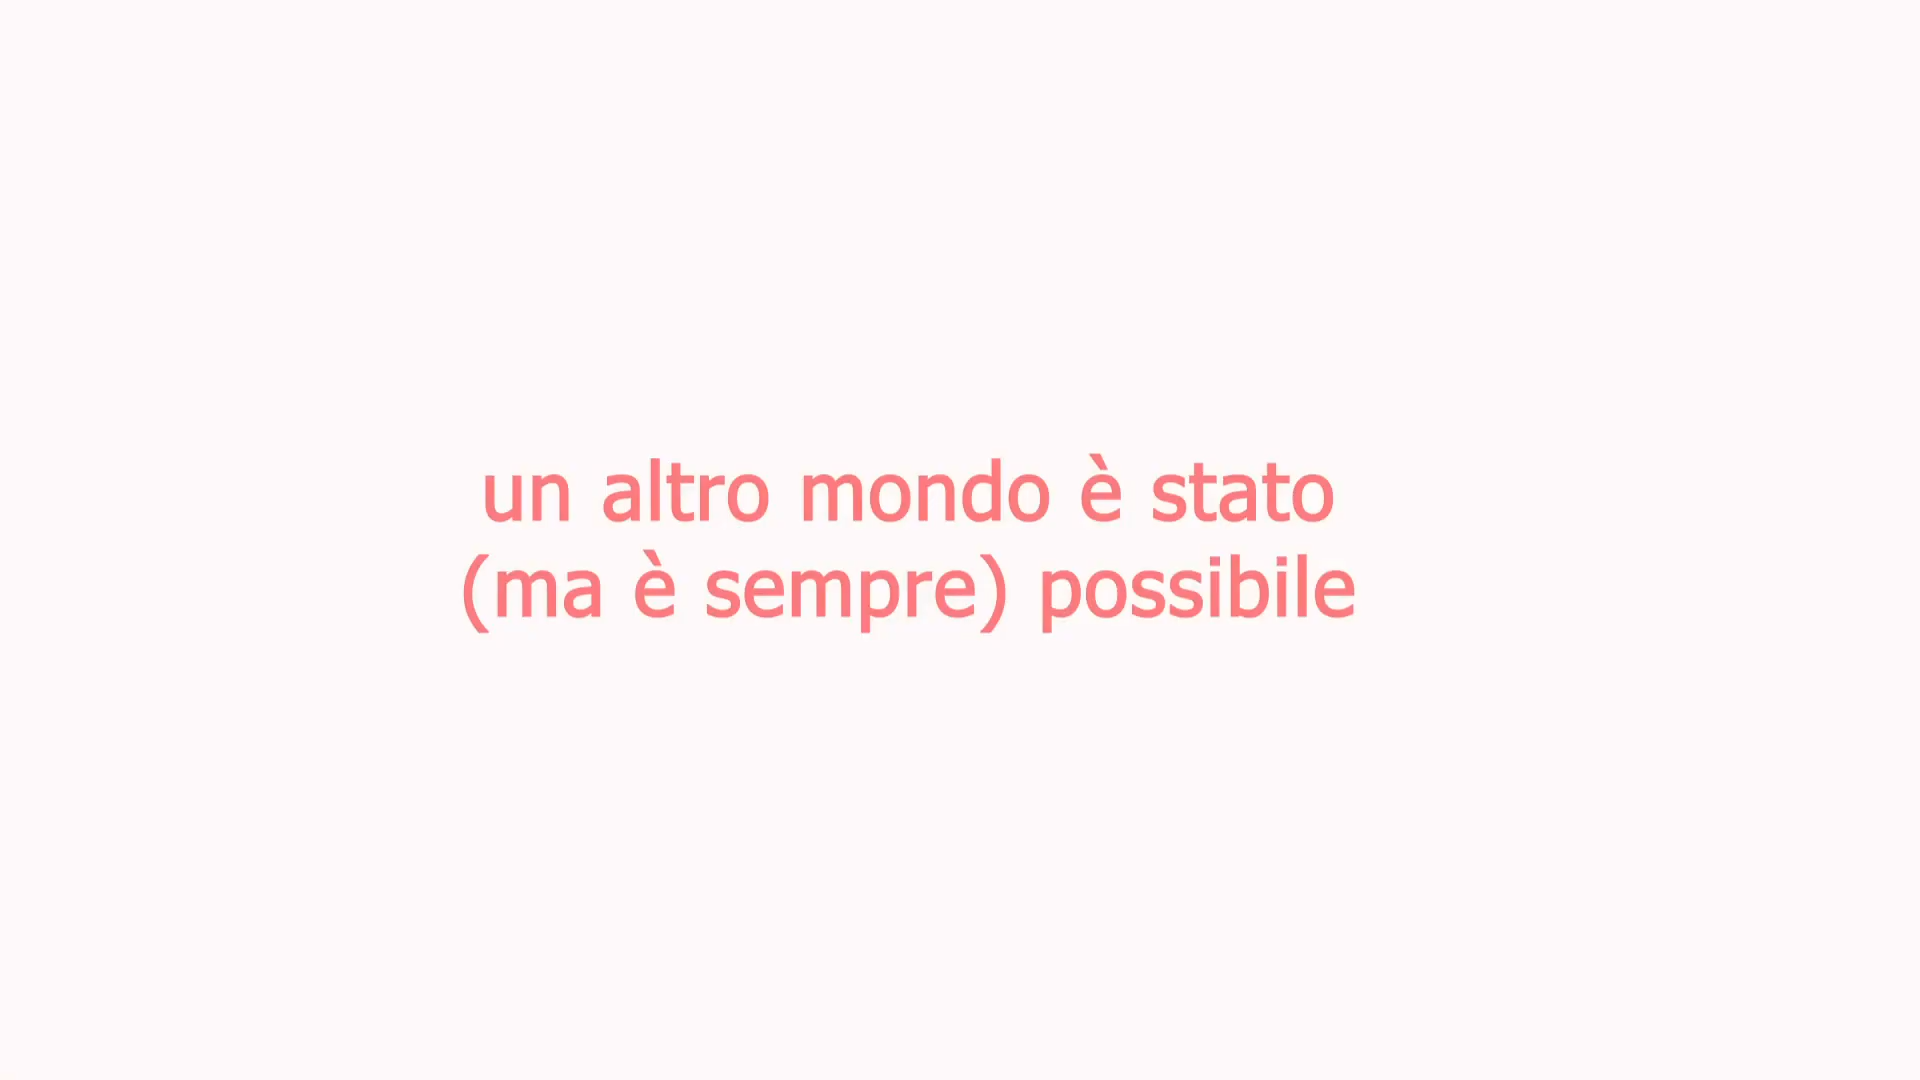 un altro mondo è stato
(ma è sempre) possibile